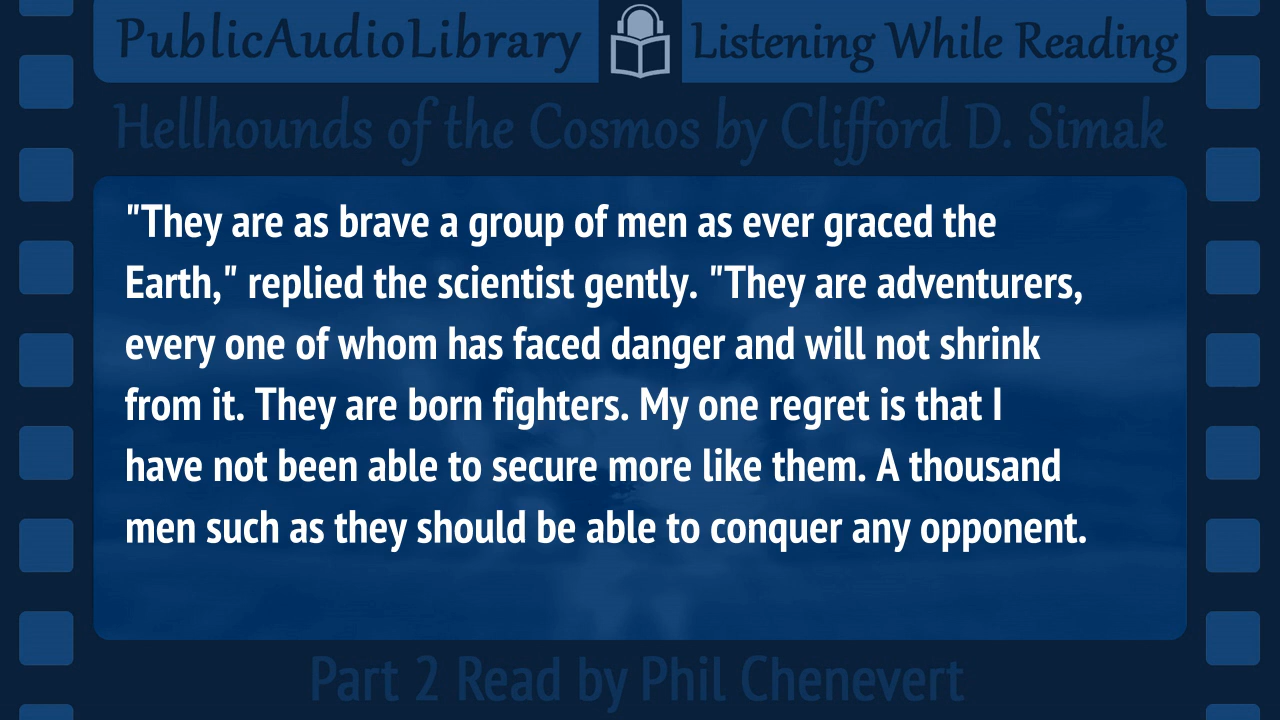 PublicAudioLibrary Listening While Reading
Hellhounds of the Cosmos by Clifford D. Simak
"They are as brave a group of men as ever graced the
Earth," replied the scientist gently. "They are adventurers,
every one of whom has faced danger and will not shrink
from it. They are born fighters. My one regret is that I
have not been able to secure more like them. A thousand
men such as they should be able to conquer any opponent.
Part 2 Read by Phil Chenevert